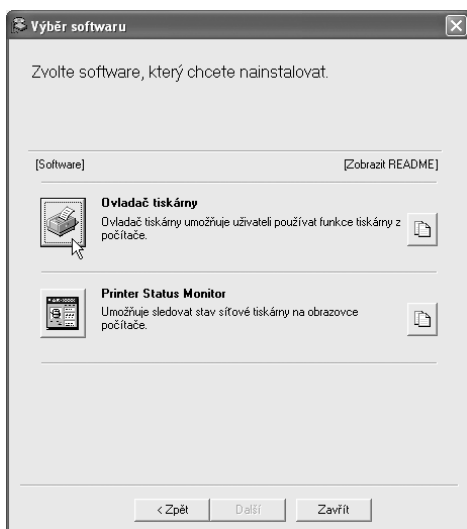 Výběr softwaru
Zvolte software, který chcete nainstalovat.
[Software] [Zobrazit README]
Ovladač tiskárny
Ovladač tiskárny umožňuje uživateli používat funkce tiskárny z
počítače.
Printer Status Monitor
Umožňuje sledovat stav síťové tiskárny na obrazovce
počítače.
< Zpět Další Zavřít